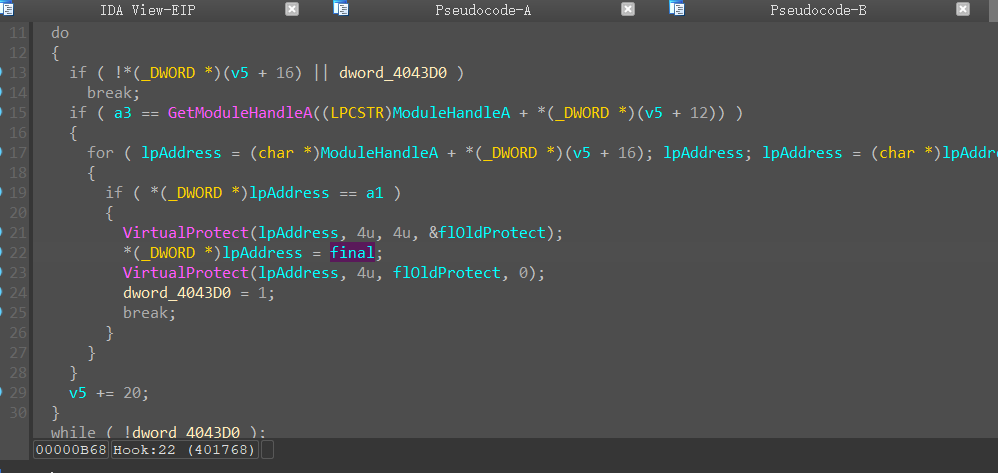 IDA View-EIP Pseudocode-A Pseudocode-B
11 do
12 {
13 if ( !*(_DWORD *)(v5 + 16) || dword_4043D0 )
14 break;
15 if ( a3 == GetModuleHandleA((LPCSTR)ModuleHandleA + *(_DWORD *)(v5 + 12)) )
16 {
17 for ( lpAddress = (char *)ModuleHandleA + *(_DWORD *)(v5 + 16); lpAddress; lpAddress = (char *)lpAddr
18 {
19 if ( *(_DWORD *)lpAddress == a1 )
20 {
21 VirtualProtect(lpAddress, 4u, 4u, &flOldProtect);
22 *(_DWORD *)lpAddress = final;
23 VirtualProtect(lpAddress, 4u, flOldProtect, 0);
24 dword_4043D0 = 1;
25 break;
26 }
27 }
28 }
29 v5 += 20;
30 }
while ( !dword_4043D0 );
00000B68 Hook:22 (401768)